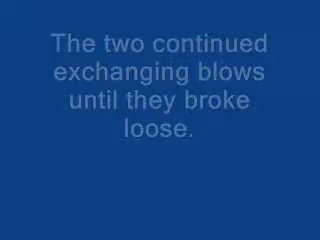 The two continued
exchanging blows
until they broke
loose.